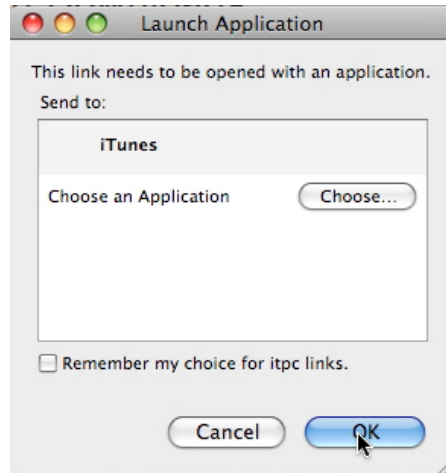 Launch Application
This link needs to be opened with an application.
Send to:
iTunes
Choose an Application Choose...
Remember my choice for itpc links.
Cancel OK